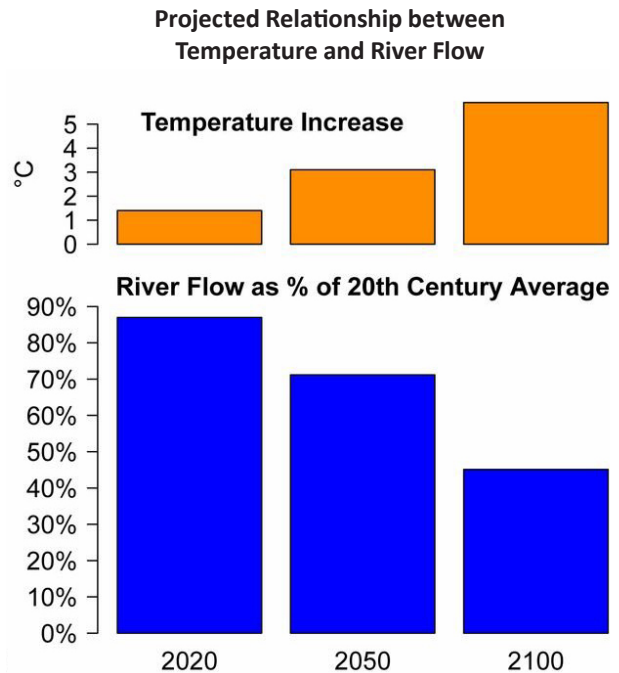 Projected Relationship between
Temperature and River Flow
Temperature Increase
°C
5
4
3
2
1
0
River Flow as % of 20th Century Average
90%
80%
70%
60%
50%
40%
30%
20%
10%
0%
2020 2050 2100